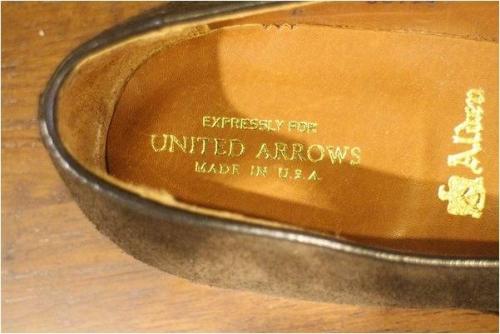 EXPRESSLY FOR
UNITED ARROWS
MADE IN U.S.A.
Alden